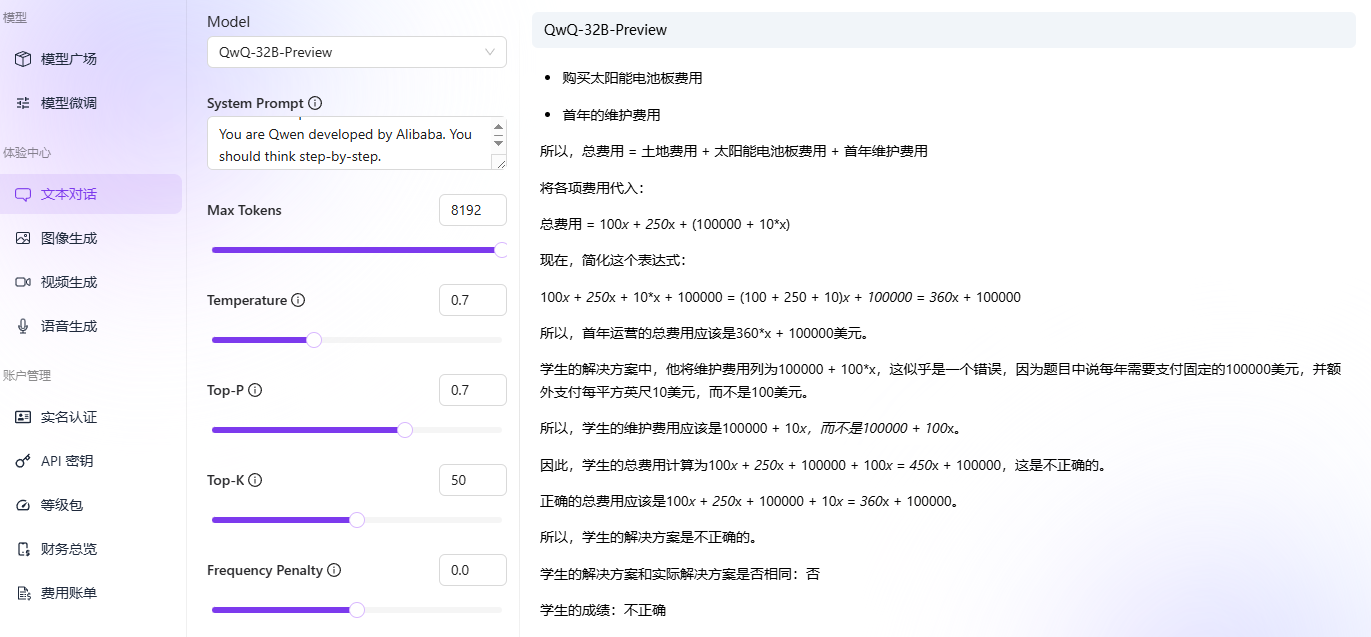 模型
模型广场
模型微调
体验中心
文本对话
图像生成
视频生成
语音生成
账户管理
实名认证
API 密钥
等级包
财务总览
费用账单
Model
QwQ-32B-Preview
System Prompt
You are Qwen developed by Alibaba. You
should think step-by-step.
Max Tokens
8192
Temperature
0.7
Top-P
0.7
Top-K
50
Frequency Penalty
0.0
QwQ-32B-Preview
• 购买太阳能电池板费用
• 首年的维护费用
所以，总费用 = 土地费用 + 太阳能电池板费用 + 首年维护费用
将各项费用代入：
总费用 = 100x + 250x + (100000 + 10*x)
现在，简化这个表达式：
100x + 250x + 10*x + 100000 = (100 + 250 + 10)x + 100000 = 360x + 100000
所以，首年运营的总费用应该是360*x + 100000美元。
学生的解决方案中，他将维护费用列为100000 + 100*x，这似乎是一个错误，因为题目中说每年需要支付固定的100000美元，并额
外支付每平方英尺10美元，而不是100美元。
所以，学生的维护费用应该是100000 + 10x，而不是100000 + 100x。
因此，学生的总费用计算为100x + 250x + 100000 + 100x = 450x + 100000，这是不正确的。
正确的总费用应该是100x + 250x + 100000 + 10x = 360x + 100000。
所以，学生的解决方案是不正确的。
学生的解决方案和实际解决方案是否相同：否
学生的成绩：不正确